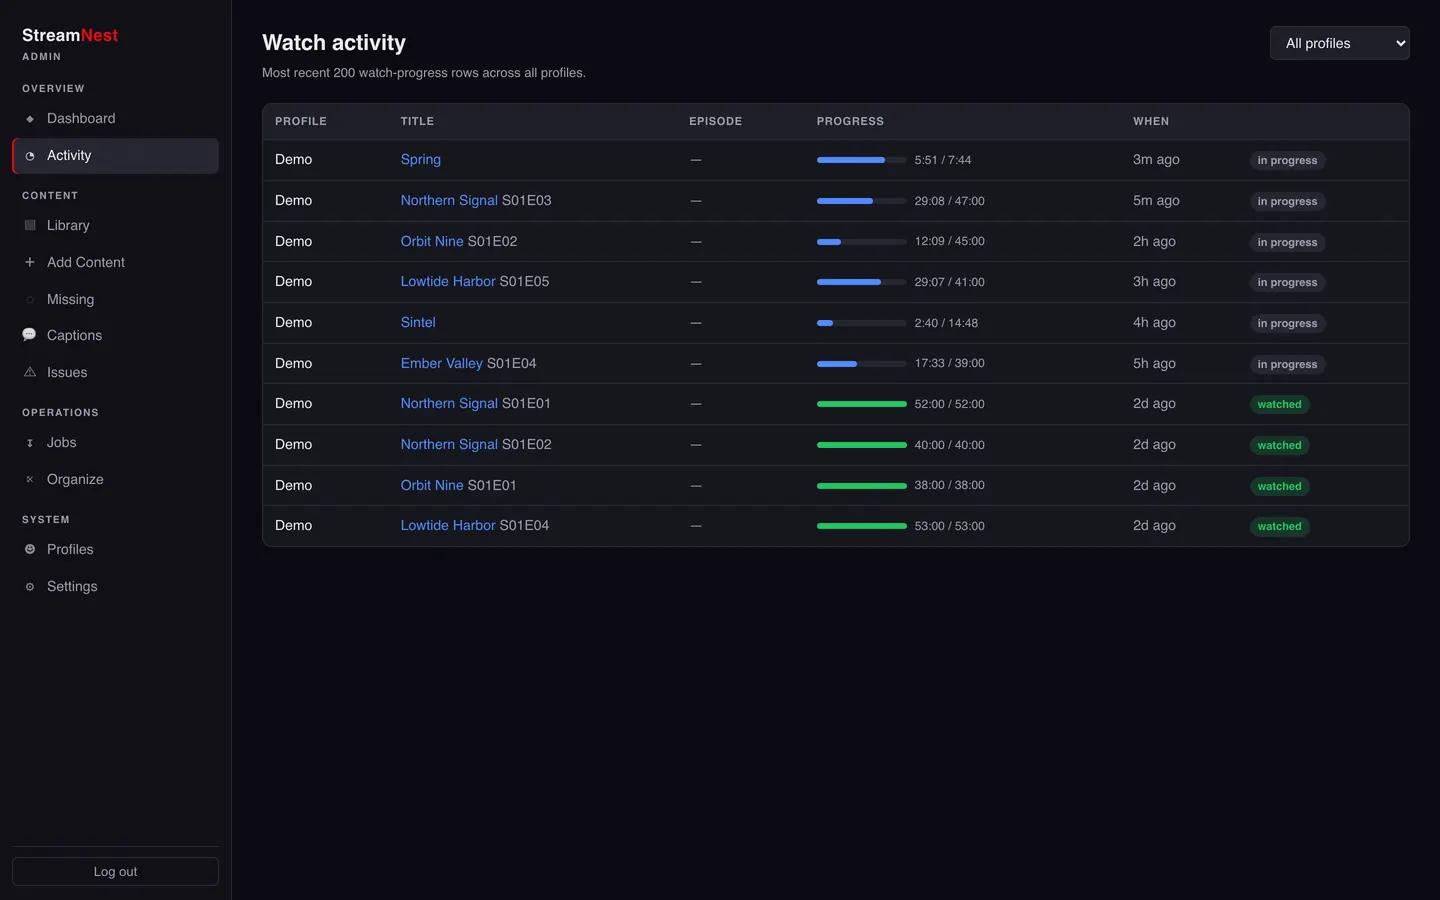 StreamNest
ADMIN
OVERVIEW
Dashboard
Activity
CONTENT
Library
Add Content
Missing
Captions
Issues
OPERATIONS
Jobs
Organize
SYSTEM
Profiles
Settings
Log out
Watch activity
All profiles
Most recent 200 watch-progress rows across all profiles.
PROFILE TITLE EPISODE PROGRESS WHEN
Demo Spring — 5:51 / 7:44 3m ago in progress
Demo Northern Signal S01E03 — 29:08 / 47:00 5m ago in progress
Demo Orbit Nine S01E02 — 12:09 / 45:00 2h ago in progress
Demo Lowtide Harbor S01E05 — 29:07 / 41:00 3h ago in progress
Demo Sintel — 2:40 / 14:48 4h ago in progress
Demo Ember Valley S01E04 — 17:33 / 39:00 5h ago in progress
Demo Northern Signal S01E01 — 52:00 / 52:00 2d ago watched
Demo Northern Signal S01E02 — 40:00 / 40:00 2d ago watched
Demo Orbit Nine S01E01 — 38:00 / 38:00 2d ago watched
Demo Lowtide Harbor S01E04 — 53:00 / 53:00 2d ago watched